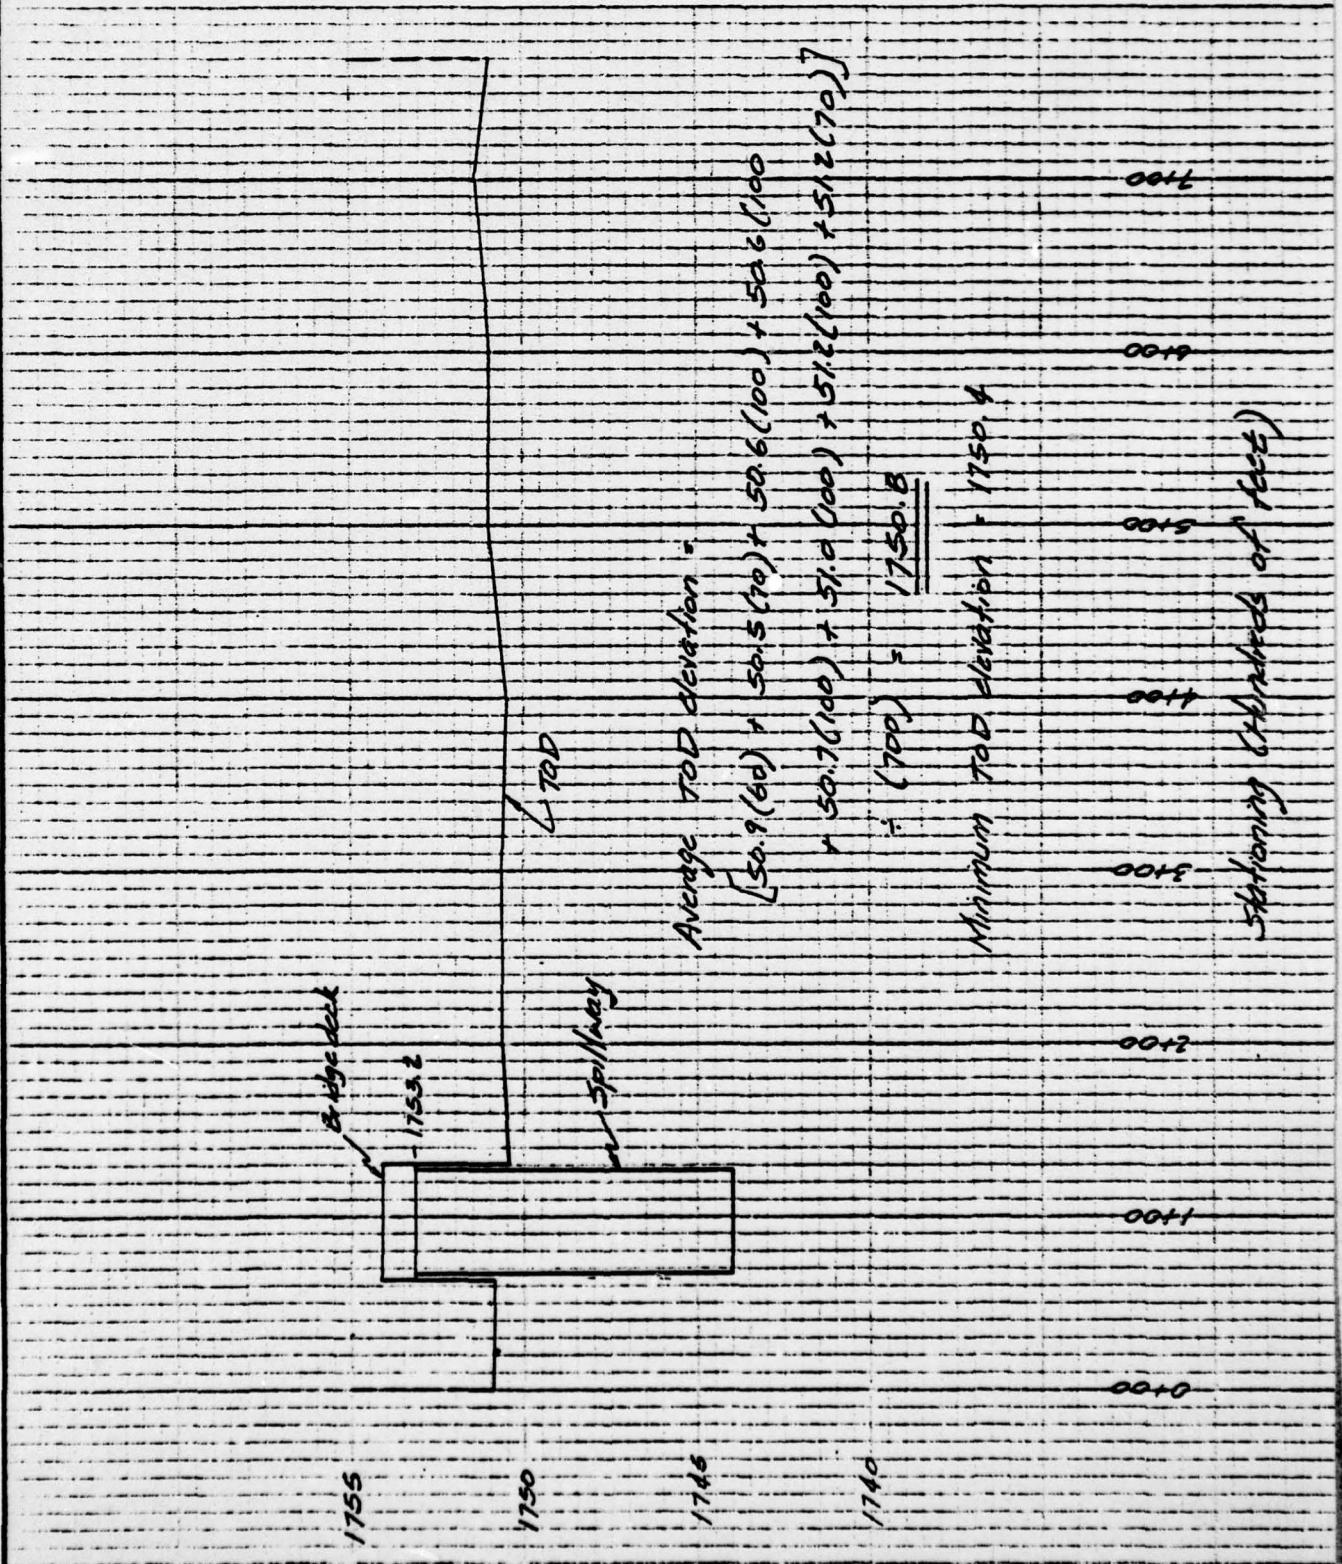 Bridge deck
1753.2
Spillway
TOD
1755
1750
1745
1740
Average TOD elevation =
[50.9(60) + 50.5(70) + 50.6(100) + 50.6(100
+ 50.7(100) + 51.0(100) + 51.2(100) + 51.2(70)]
÷ (700) = 1750.8
Minimum TOD elevation = 1750.4
0+00
1+00
2+00
3+00
4+00
5+00
6+00
7+00
Stationing (Hundreds of feet)